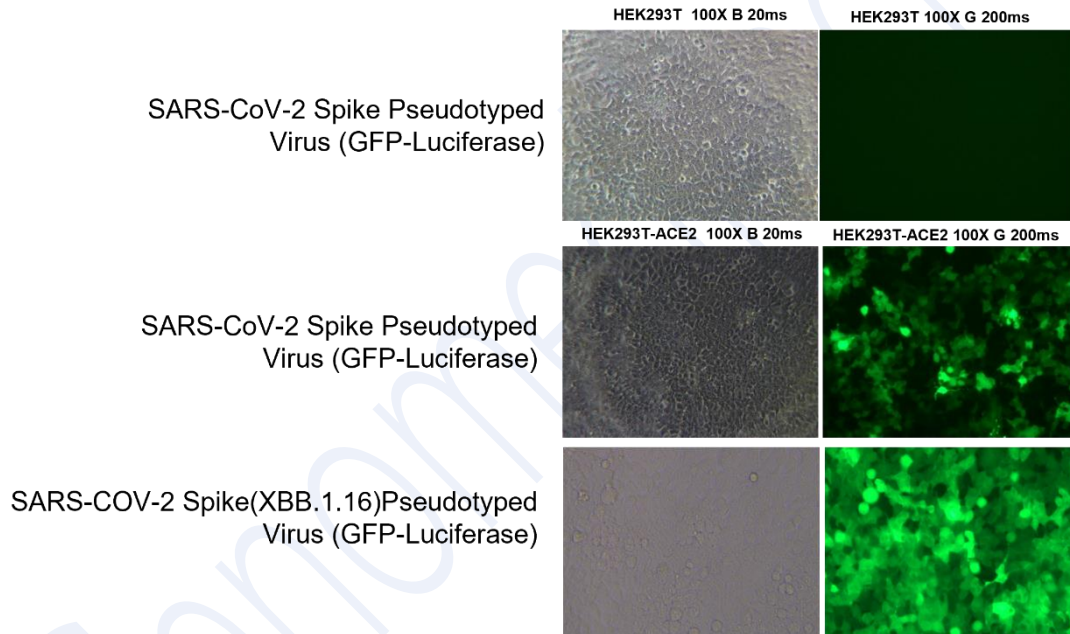 HEK293T 100X B 20ms
HEK293T 100X G 200ms
SARS-CoV-2 Spike Pseudotyped
Virus (GFP-Luciferase)
HEK293T-ACE2 100X B 20ms
HEK293T-ACE2 100X G 200ms
SARS-CoV-2 Spike Pseudotyped
Virus (GFP-Luciferase)
SARS-COV-2 Spike(XBB.1.16)Pseudotyped
Virus (GFP-Luciferase)